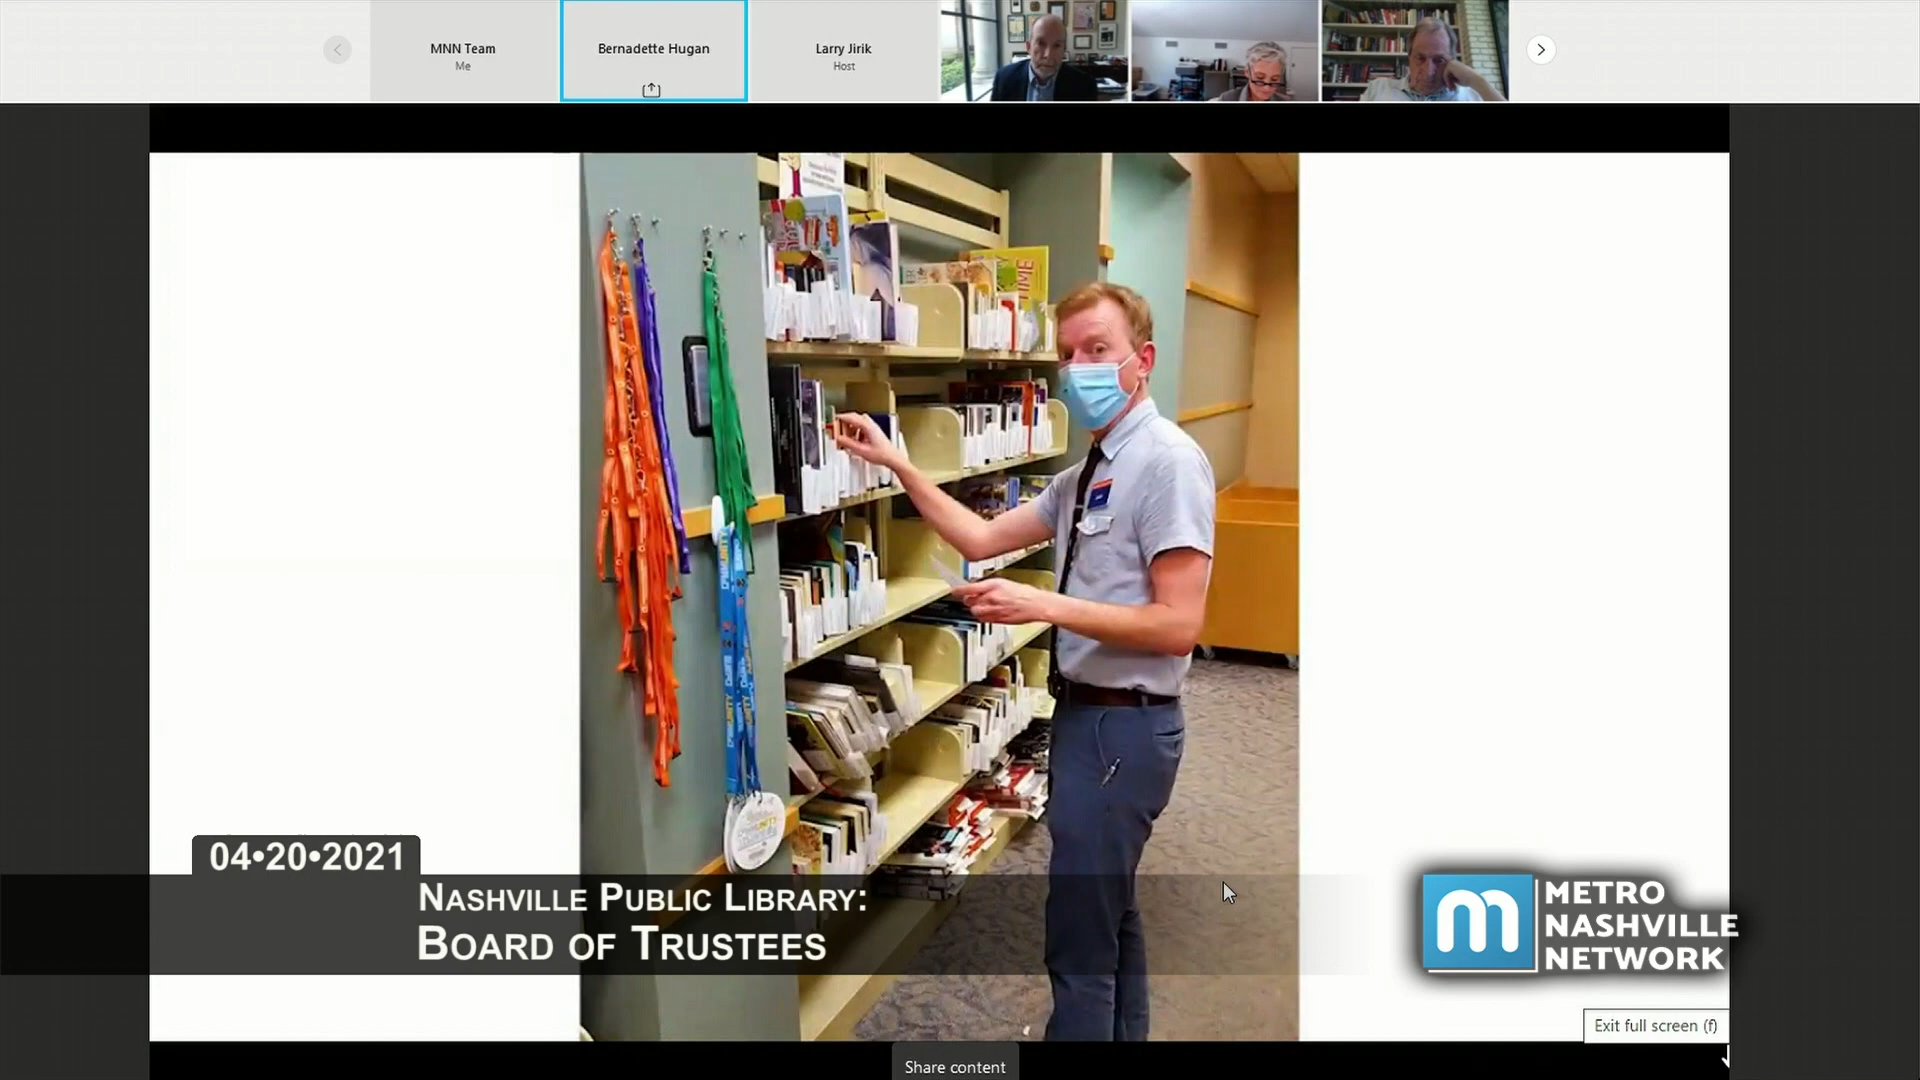 MNN Team
Me
Bernadette Hugan
Larry Jirik
Host
TIME
04•20•2021
NASHVILLE PUBLIC LIBRARY:
BOARD OF TRUSTEES
m
METRO
NASHVILLE
NETWORK
Exit full screen (f)
Share content